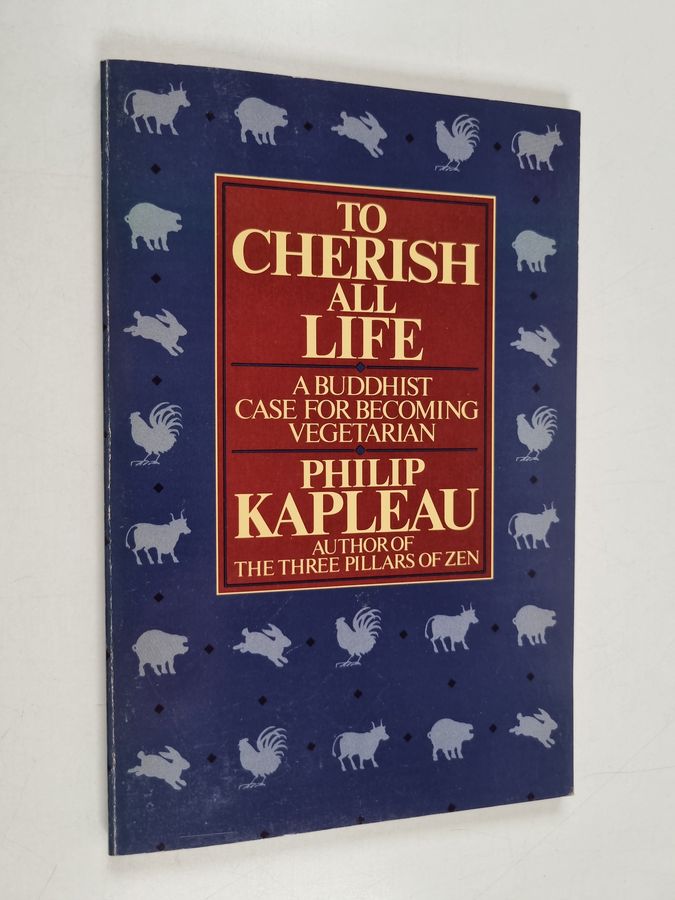 TO
CHERISH
ALL
LIFE
A BUDDHIST
CASE FOR BECOMING
VEGETARIAN
PHILIP
KAPLEAU
AUTHOR OF
THE THREE PILLARS OF ZEN